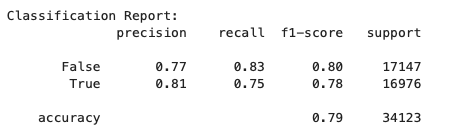 Classification Report:
precision recall f1-score support
False 0.77 0.83 0.80 17147
True 0.81 0.75 0.78 16976
accuracy 0.79 34123